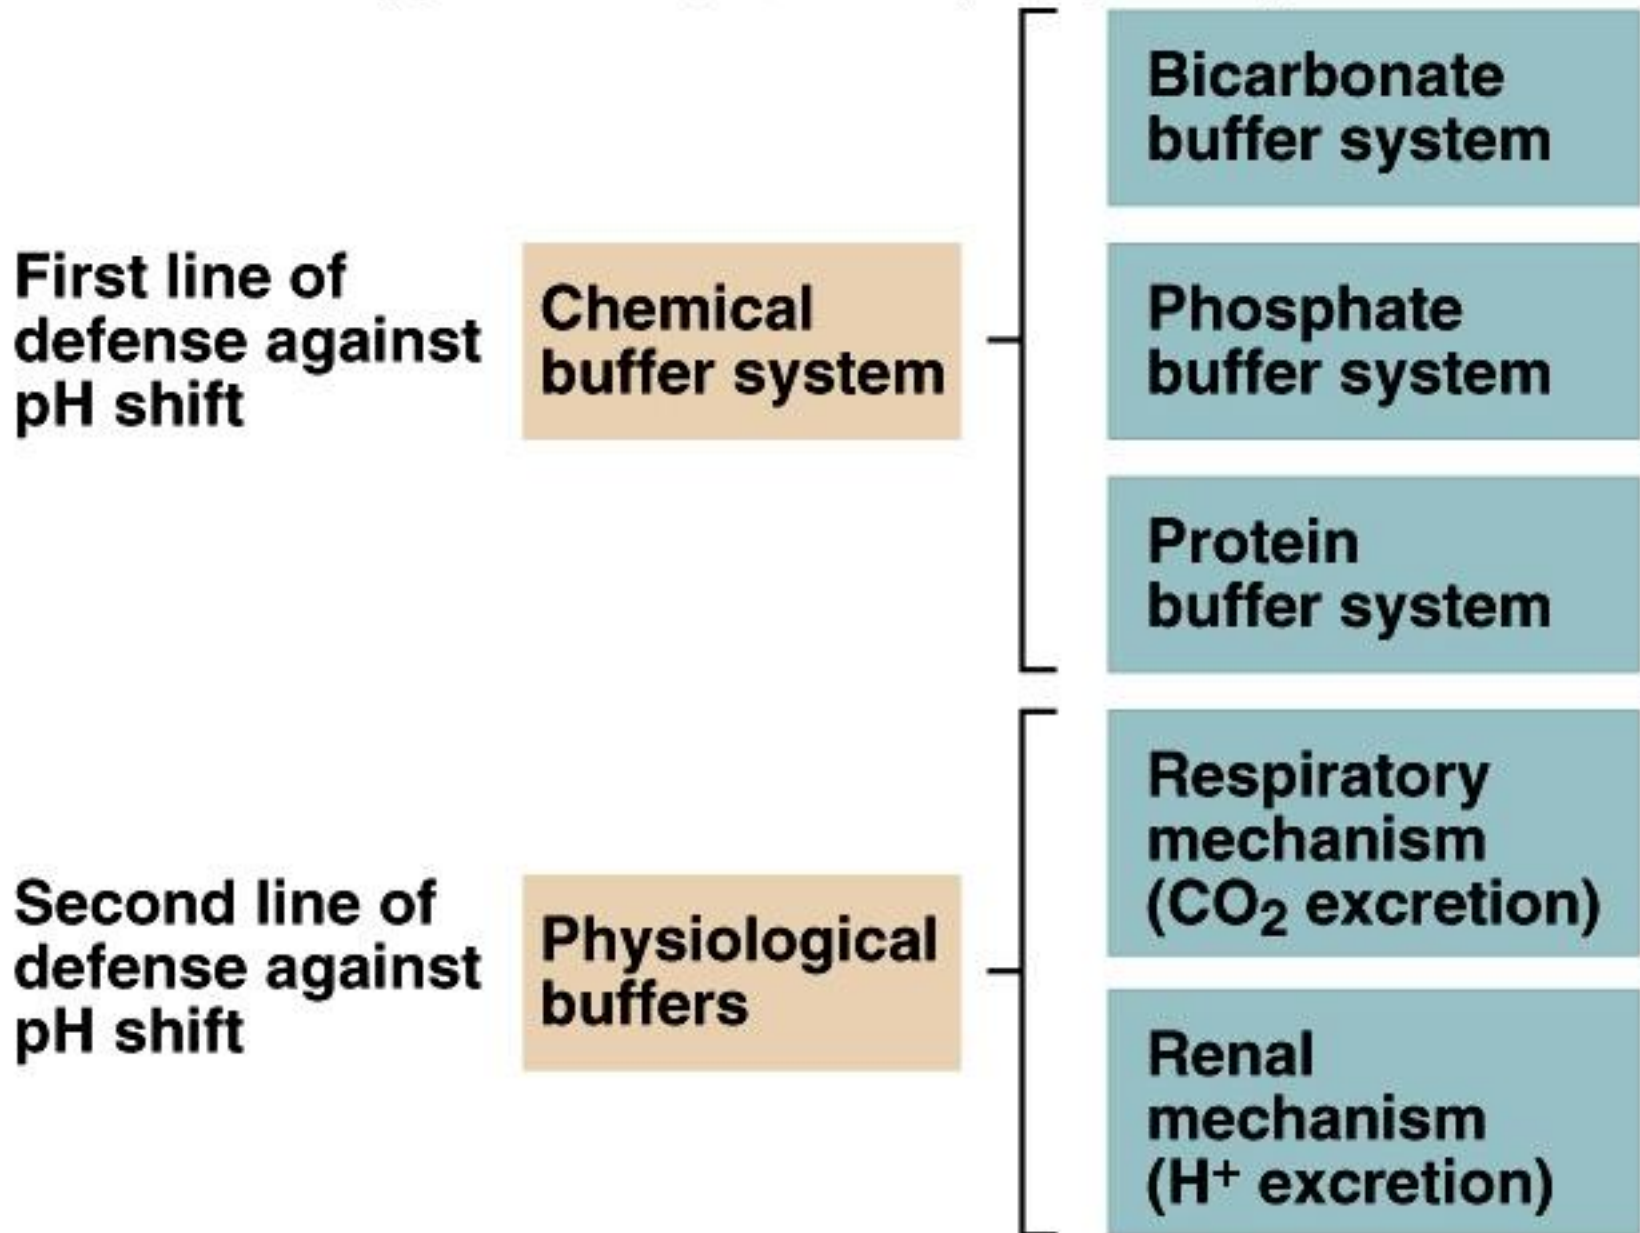 First line of
defense against
pH shift
Chemical
buffer system
Bicarbonate
buffer system
Phosphate
buffer system
Protein
buffer system
Second line of
defense against
pH shift
Physiological
buffers
Respiratory
mechanism
(CO₂ excretion)
Renal
mechanism
(H⁺ excretion)